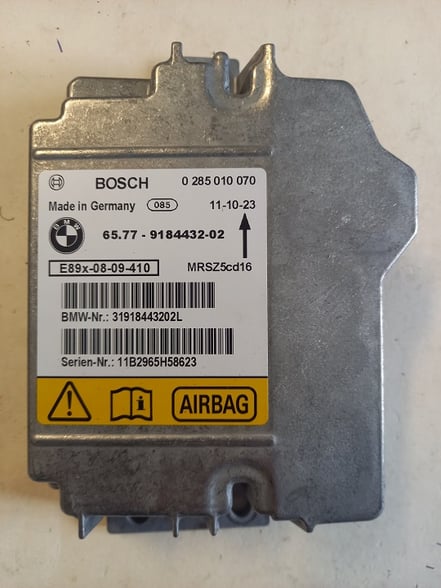 BOSCH 0 285 010 070
Made in Germany 085 11-10-23
BMW 65.77 - 9184432-02
E89x-08-09-410 MRSZ5cd16
BMW-Nr.: 31918443202L
Serien-Nr.: 11B2965H58623
AIRBAG